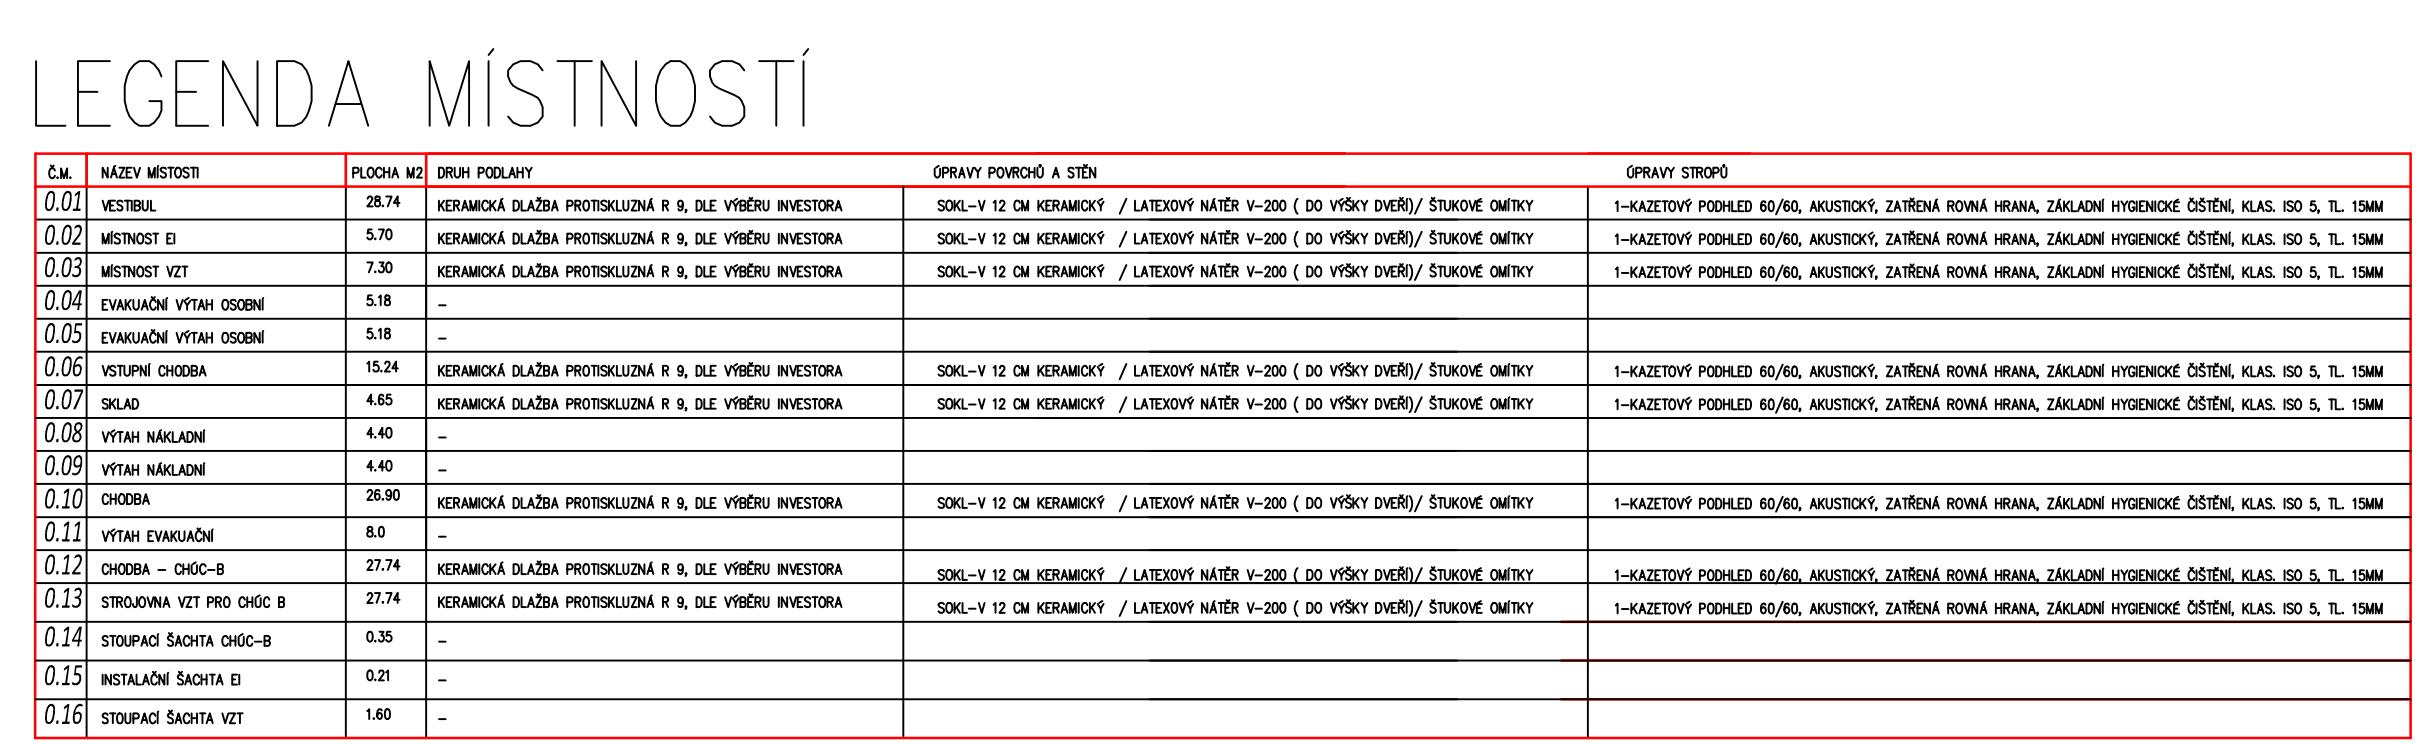 LEGENDA MÍSTNOSTÍ
Č.M. NÁZEV MÍSTOSTI PLOCHA M2 DRUH PODLAHY ÚPRAVY POVRCHŮ A STĚN ÚPRAVY STROPŮ
0.01 VESTIBUL 28.74 KERAMICKÁ DLAŽBA PROTISKLUZNÁ R 9, DLE VÝBĚRU INVESTORA SOKL-V 12 CM KERAMICKÝ / LATEXOVÝ NÁTĚR V-200 ( DO VÝŠKY DVEŘÍ)/ ŠTUKOVÉ OMÍTKY 1-KAZETOVÝ PODHLED 60/60, AKUSTICKÝ, ZATŘENÁ ROVNÁ HRANA, ZÁKLADNÍ HYGIENICKÉ ČIŠTĚNÍ, KLAS. ISO 5, TL. 15MM
0.02 MÍSTNOST EI 5.70 KERAMICKÁ DLAŽBA PROTISKLUZNÁ R 9, DLE VÝBĚRU INVESTORA SOKL-V 12 CM KERAMICKÝ / LATEXOVÝ NÁTĚR V-200 ( DO VÝŠKY DVEŘÍ)/ ŠTUKOVÉ OMÍTKY 1-KAZETOVÝ PODHLED 60/60, AKUSTICKÝ, ZATŘENÁ ROVNÁ HRANA, ZÁKLADNÍ HYGIENICKÉ ČIŠTĚNÍ, KLAS. ISO 5, TL. 15MM
0.03 MÍSTNOST VZT 7.30 KERAMICKÁ DLAŽBA PROTISKLUZNÁ R 9, DLE VÝBĚRU INVESTORA SOKL-V 12 CM KERAMICKÝ / LATEXOVÝ NÁTĚR V-200 ( DO VÝŠKY DVEŘÍ)/ ŠTUKOVÉ OMÍTKY 1-KAZETOVÝ PODHLED 60/60, AKUSTICKÝ, ZATŘENÁ ROVNÁ HRANA, ZÁKLADNÍ HYGIENICKÉ ČIŠTĚNÍ, KLAS. ISO 5, TL. 15MM
0.04 EVAKUAČNÍ VÝTAH OSOBNÍ 5.18 -
0.05 EVAKUAČNÍ VÝTAH OSOBNÍ 5.18 -
0.06 VSTUPNÍ CHODBA 15.24 KERAMICKÁ DLAŽBA PROTISKLUZNÁ R 9, DLE VÝBĚRU INVESTORA SOKL-V 12 CM KERAMICKÝ / LATEXOVÝ NÁTĚR V-200 ( DO VÝŠKY DVEŘÍ)/ ŠTUKOVÉ OMÍTKY 1-KAZETOVÝ PODHLED 60/60, AKUSTICKÝ, ZATŘENÁ ROVNÁ HRANA, ZÁKLADNÍ HYGIENICKÉ ČIŠTĚNÍ, KLAS. ISO 5, TL. 15MM
0.07 SKLAD 4.65 KERAMICKÁ DLAŽBA PROTISKLUZNÁ R 9, DLE VÝBĚRU INVESTORA SOKL-V 12 CM KERAMICKÝ / LATEXOVÝ NÁTĚR V-200 ( DO VÝŠKY DVEŘÍ)/ ŠTUKOVÉ OMÍTKY 1-KAZETOVÝ PODHLED 60/60, AKUSTICKÝ, ZATŘENÁ ROVNÁ HRANA, ZÁKLADNÍ HYGIENICKÉ ČIŠTĚNÍ, KLAS. ISO 5, TL. 15MM
0.08 VÝTAH NÁKLADNÍ 4.40 -
0.09 VÝTAH NÁKLADNÍ 4.40 -
0.10 CHODBA 26.90 KERAMICKÁ DLAŽBA PROTISKLUZNÁ R 9, DLE VÝBĚRU INVESTORA SOKL-V 12 CM KERAMICKÝ / LATEXOVÝ NÁTĚR V-200 ( DO VÝŠKY DVEŘÍ)/ ŠTUKOVÉ OMÍTKY 1-KAZETOVÝ PODHLED 60/60, AKUSTICKÝ, ZATŘENÁ ROVNÁ HRANA, ZÁKLADNÍ HYGIENICKÉ ČIŠTĚNÍ, KLAS. ISO 5, TL. 15MM
0.11 VÝTAH EVAKUAČNÍ 8.0 -
0.12 CHODBA - CHÚC-B 27.74 KERAMICKÁ DLAŽBA PROTISKLUZNÁ R 9, DLE VÝBĚRU INVESTORA SOKL-V 12 CM KERAMICKÝ / LATEXOVÝ NÁTĚR V-200 ( DO VÝŠKY DVEŘÍ)/ ŠTUKOVÉ OMÍTKY 1-KAZETOVÝ PODHLED 60/60, AKUSTICKÝ, ZATŘENÁ ROVNÁ HRANA, ZÁKLADNÍ HYGIENICKÉ ČIŠTĚNÍ, KLAS. ISO 5, TL. 15MM
0.13 STROJOVNA VZT PRO CHÚC B 27.74 KERAMICKÁ DLAŽBA PROTISKLUZNÁ R 9, DLE VÝBĚRU INVESTORA SOKL-V 12 CM KERAMICKÝ / LATEXOVÝ NÁTĚR V-200 ( DO VÝŠKY DVEŘÍ)/ ŠTUKOVÉ OMÍTKY 1-KAZETOVÝ PODHLED 60/60, AKUSTICKÝ, ZATŘENÁ ROVNÁ HRANA, ZÁKLADNÍ HYGIENICKÉ ČIŠTĚNÍ, KLAS. ISO 5, TL. 15MM
0.14 STOUPACÍ ŠACHTA CHÚC-B 0.35 -
0.15 INSTALAČNÍ ŠACHTA EI 0.21 -
0.16 STOUPACÍ ŠACHTA VZT 1.60 -